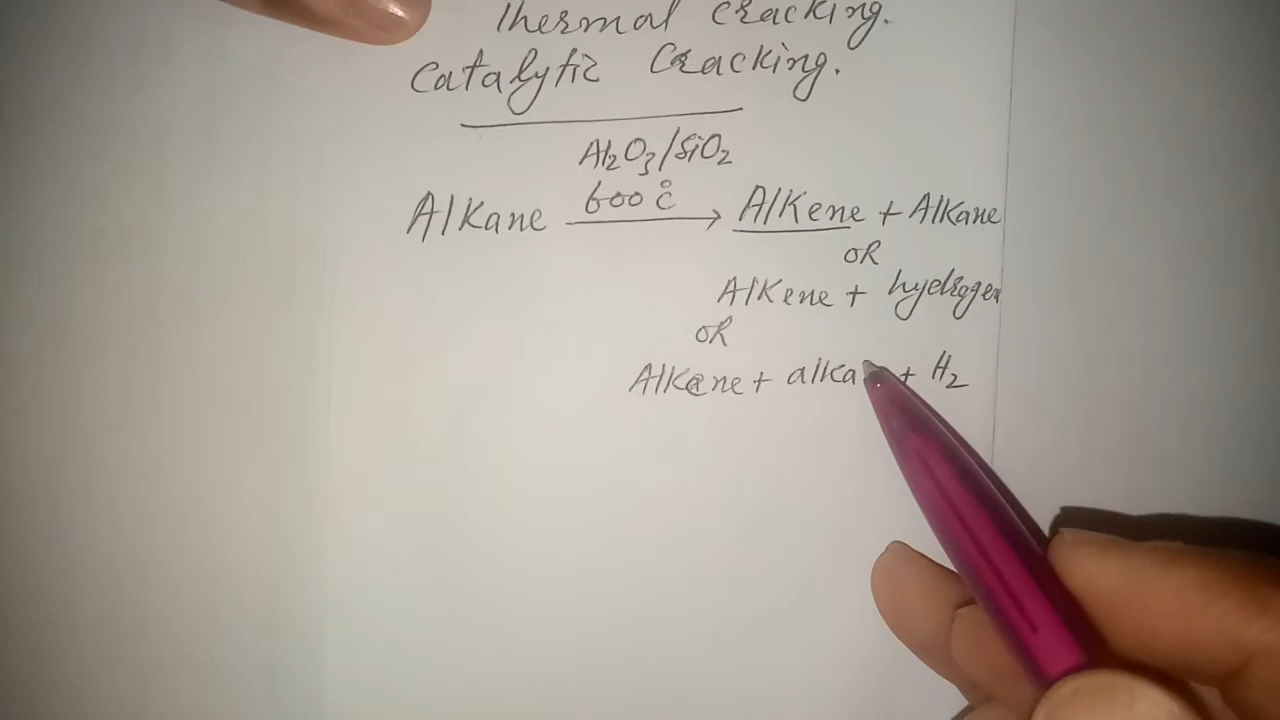 Thermal cracking.
Catalytic Cracking.
Al2O3/SiO2
600°C
Alkane → Alkene + Alkane
OR
Alkene + hydrogen
OR
Alkene + alka + H2